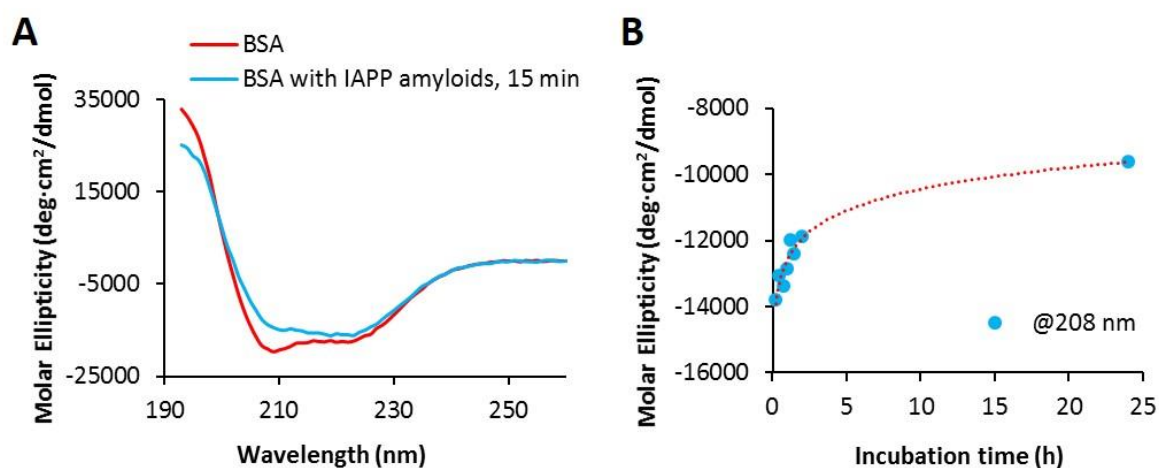 A
BSA
BSA with IAPP amyloids, 15 min
35000
15000
-5000
-25000
190
210
230
250
Molar Ellipticity (deg·cm²/dmol)
Wavelength (nm)
B
-8000
-10000
-12000
-14000
-16000
0
5
10
15
20
25
@208 nm
Molar Ellipticity (deg·cm²/dmol)
Incubation time (h)